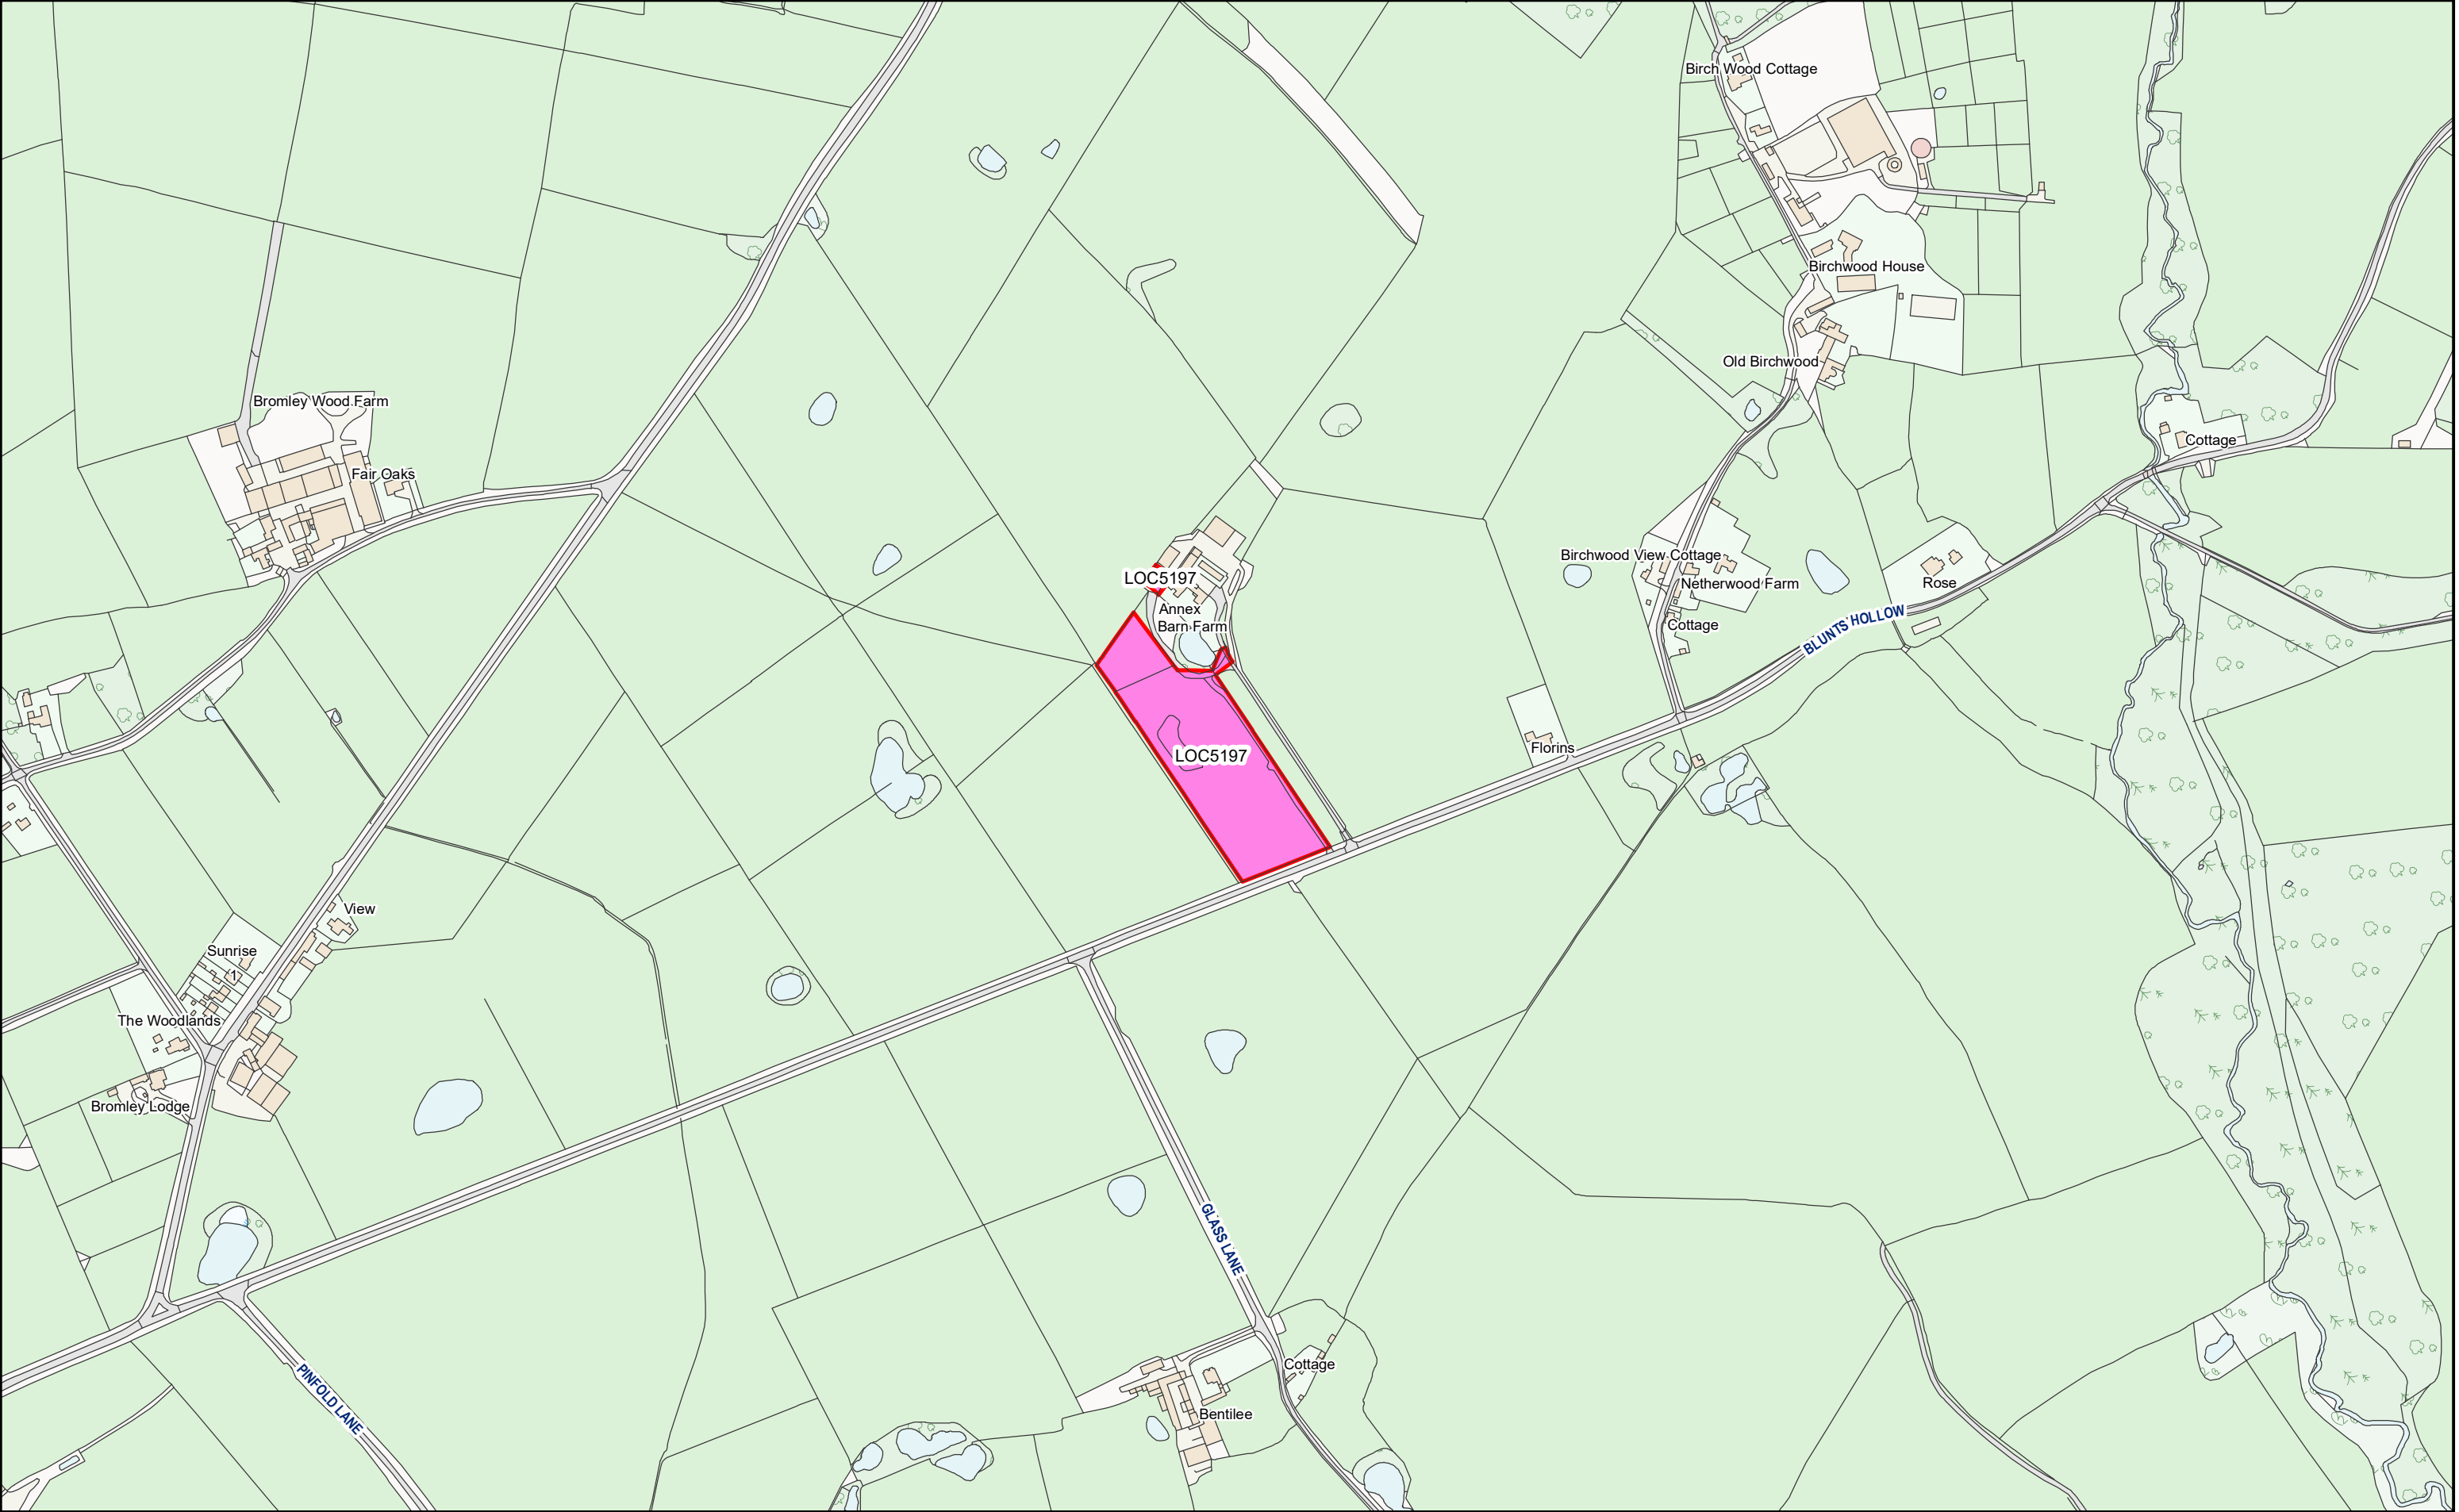 Birch Wood Cottage
Birchwood House
Old Birchwood
Bromley Wood Farm
Cottage
Fair Oaks
Birchwood View Cottage
LOC5197
Netherwood Farm
Rose
Annex
Barn Farm
Cottage
BLUNTS HOLLOW
Florins
LOC5197
View
Sunrise
1
The Woodlands
Bromley Lodge
GLASS LANE
Cottage
PINFOLD LANE
Bentilee